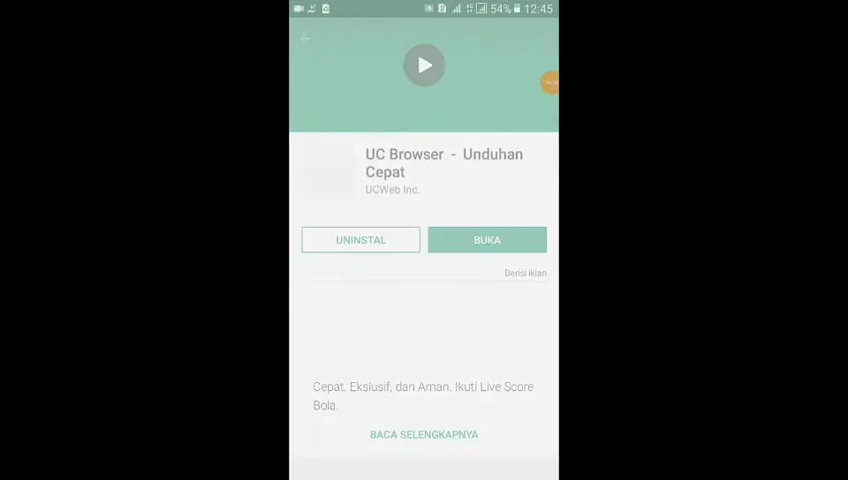 54% 12:45
UC Browser - Unduhan
Cepat
UCWeb Inc.
UNINSTAL
BUKA
Berisi iklan
Cepat, Ekslusif, dan Aman. Ikuti Live Score
Bola.
BACA SELENGKAPNYA